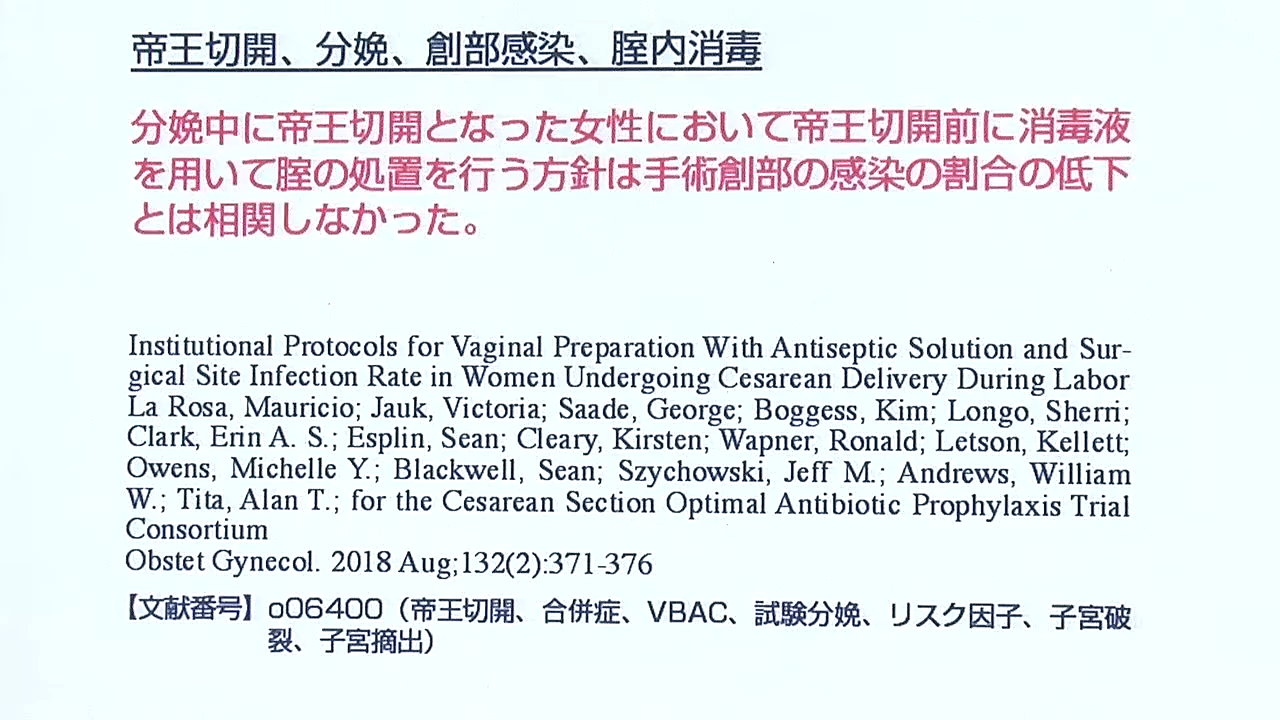 帝王切開、分娩、創部感染、腟内消毒
分娩中に帝王切開となった女性において帝王切開前に消毒液
を用いて腟の処置を行う方針は手術創部の感染の割合の低下
とは相関しなかった。
Institutional Protocols for Vaginal Preparation With Antiseptic Solution and Sur-
gical Site Infection Rate in Women Undergoing Cesarean Delivery During Labor
La Rosa, Mauricio; Jauk, Victoria; Saade, George; Boggess, Kim; Longo, Sherri;
Clark, Erin A. S.; Esplin, Sean; Cleary, Kirsten; Wapner, Ronald; Letson, Kellett;
Owens, Michelle Y.; Blackwell, Sean; Szychowski, Jeff M.; Andrews, William
W.; Tita, Alan T.; for the Cesarean Section Optimal Antibiotic Prophylaxis Trial
Consortium
Obstet Gynecol. 2018 Aug;132(2):371-376
【文献番号】o06400（帝王切開、合併症、VBAC、試験分娩、リスク因子、子宮破
裂、子宮摘出）